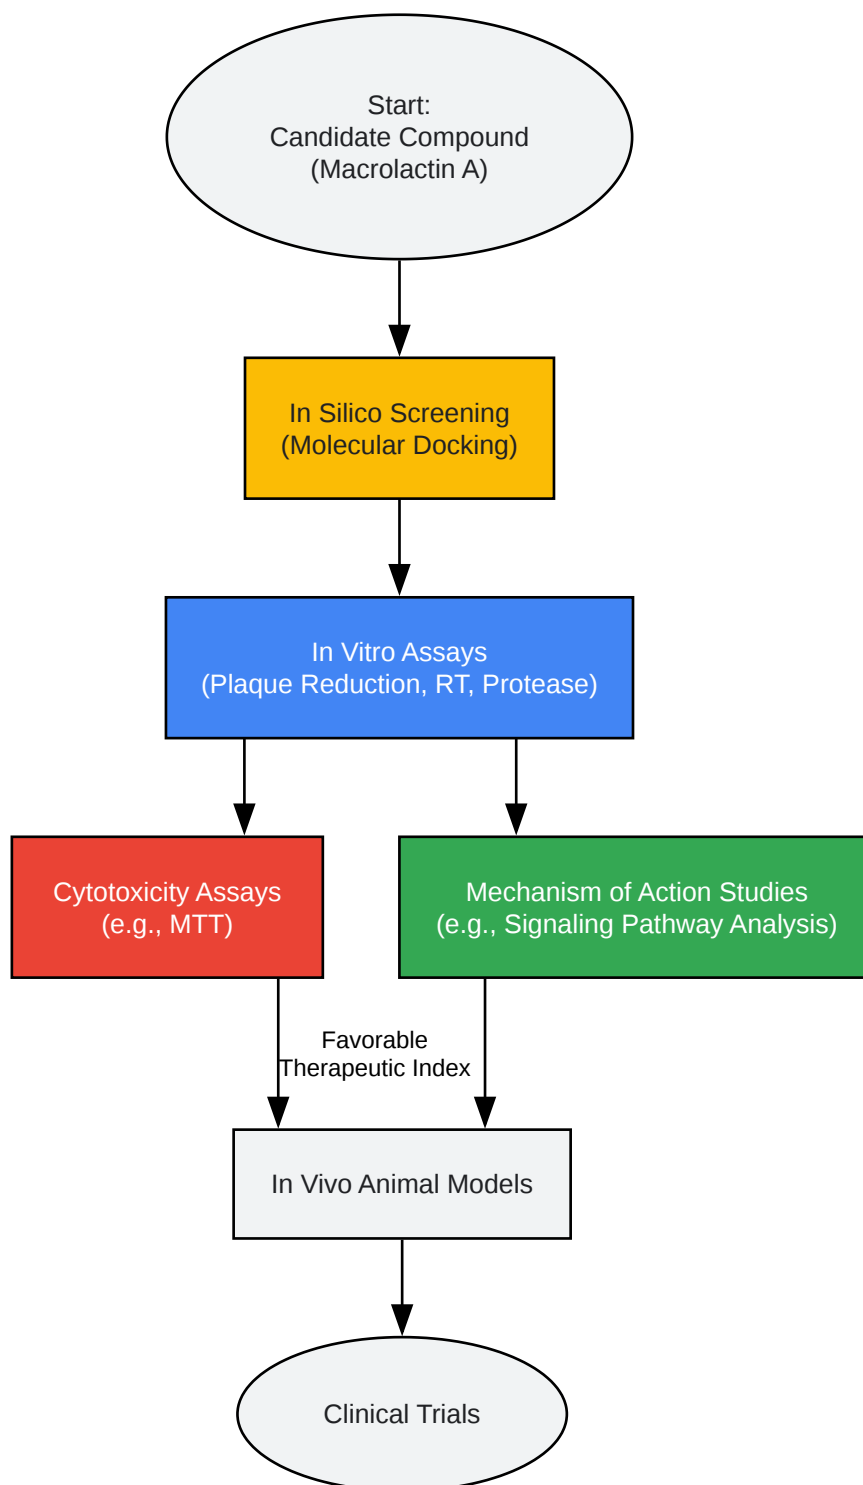 Start:
Candidate Compound
(Macrolactin A)
In Silico Screening
(Molecular Docking)
In Vitro Assays
(Plaque Reduction, RT, Protease)
Cytotoxicity Assays
(e.g., MTT)
Mechanism of Action Studies
(e.g., Signaling Pathway Analysis)
Favorable
Therapeutic Index
In Vivo Animal Models
Clinical Trials